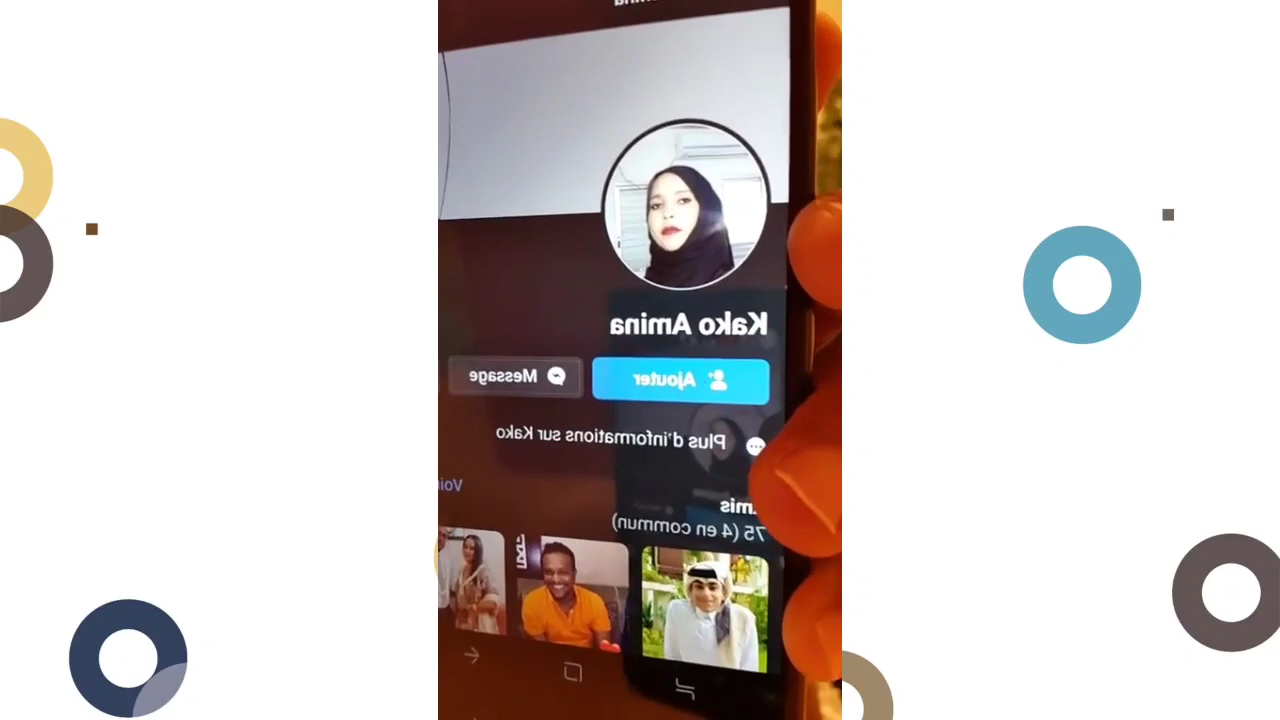 Kako Amina
Ajouter
Message
Plus d'informations sur Kako
75 (4 en commun)